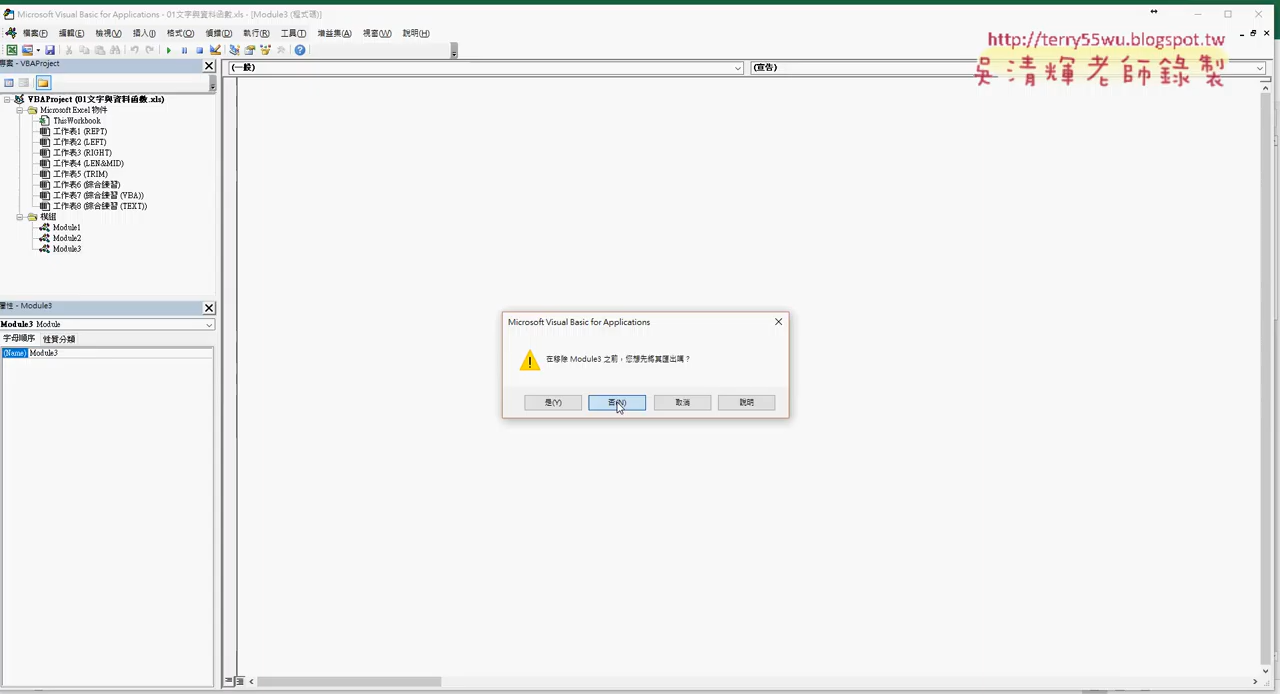 Microsoft Visual Basic for Applications - 01文字與資料函數.xls - [Module3 (程式碼)]
檔案(F) 編輯(E) 檢視(V) 插入(I) 格式(O) 偵錯(D) 執行(R) 工具(T) 增益集(A) 視窗(W) 說明(H)
http://terry55wu.blogspot.tw
吳清輝老師錄製
專案 - VBAProject
(一般)
(宣告)
VBAProject (01文字與資料函數.xls)
Microsoft Excel 物件
ThisWorkbook
工作表1 (REPT)
工作表2 (LEFT)
工作表3 (RIGHT)
工作表4 (LEN&MID)
工作表5 (TRIM)
工作表6 (綜合練習)
工作表7 (綜合練習 (VBA))
工作表8 (綜合練習 (TEXT))
模組
Module1
Module2
Module3
屬性 - Module3
Module3 Module
字母順序 性質分類
(Name) Module3
Microsoft Visual Basic for Applications
在移除 Module3 之前，您想先將其匯出嗎？
是(Y) 否(N) 取消 說明